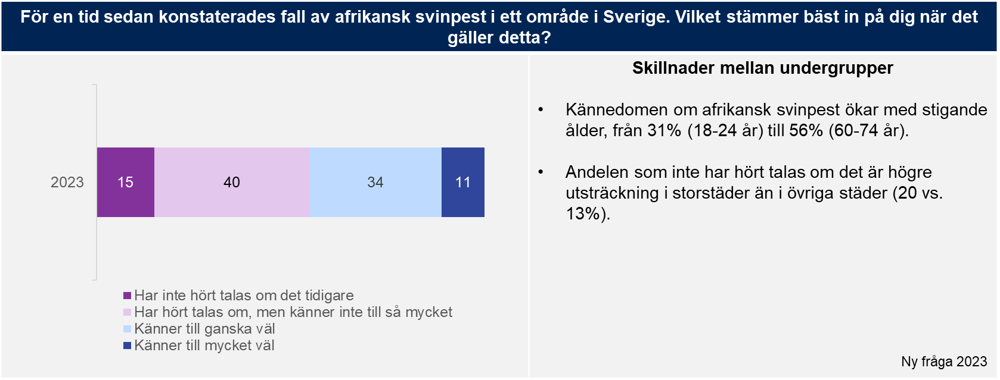 För en tid sedan konstaterades fall av afrikansk svinpest i ett område i Sverige. Vilket stämmer bäst in på dig när det
gäller detta?
2023
15
40
34
11
Har inte hört talas om det tidigare
Har hört talas om, men känner inte till så mycket
Känner till ganska väl
Känner till mycket väl
Skillnader mellan undergrupper
• Kännedomen om afrikansk svinpest ökar med stigande
ålder, från 31% (18-24 år) till 56% (60-74 år).
• Andelen som inte har hört talas om det är högre
utsträckning i storstäder än i övriga städer (20 vs.
13%).
Ny fråga 2023